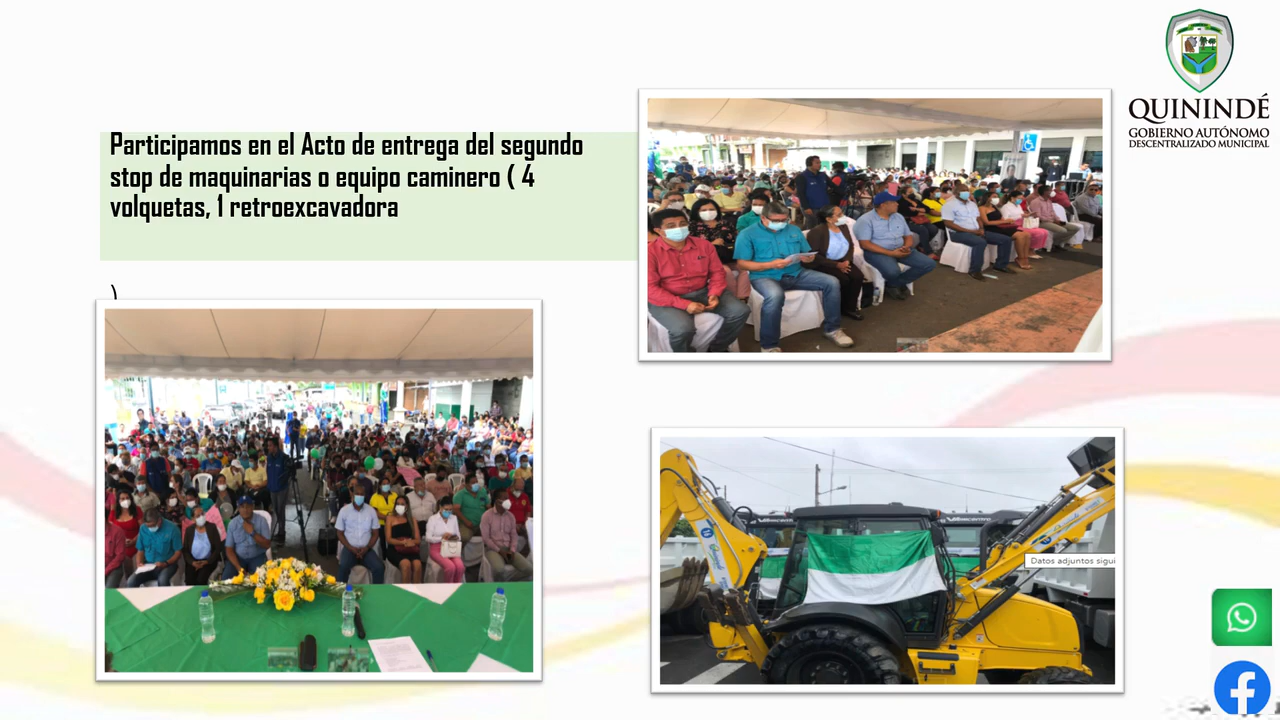 QUININDÉ
GOBIERNO AUTÓNOMO
DESCENTRALIZADO MUNICIPAL
Participamos en el Acto de entrega del segundo
stop de maquinarias o equipo caminero ( 4
volquetas, 1 retroexcavadora
)
Datos adjuntos sigui